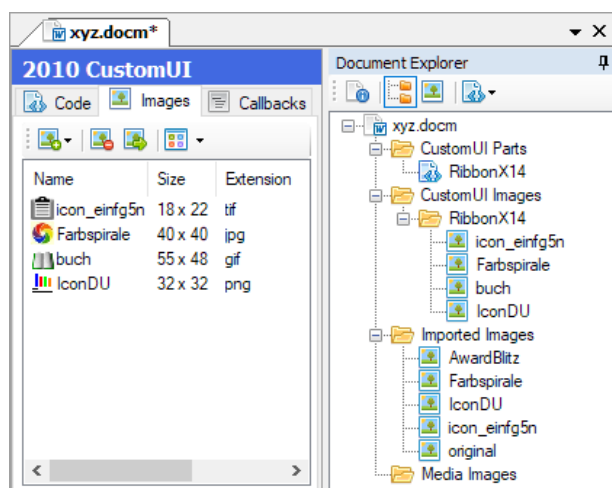 xyz.docm*
2010 CustomUI
Code Images Callbacks
Name Size Extension
icon_einfg5n 18 x 22 tif
Farbspirale 40 x 40 jpg
buch 55 x 48 gif
IconDU 32 x 32 png
Document Explorer
xyz.docm
CustomUI Parts
RibbonX14
CustomUI Images
RibbonX14
icon_einfg5n
Farbspirale
buch
IconDU
Imported Images
AwardBlitz
Farbspirale
IconDU
icon_einfg5n
original
Media Images